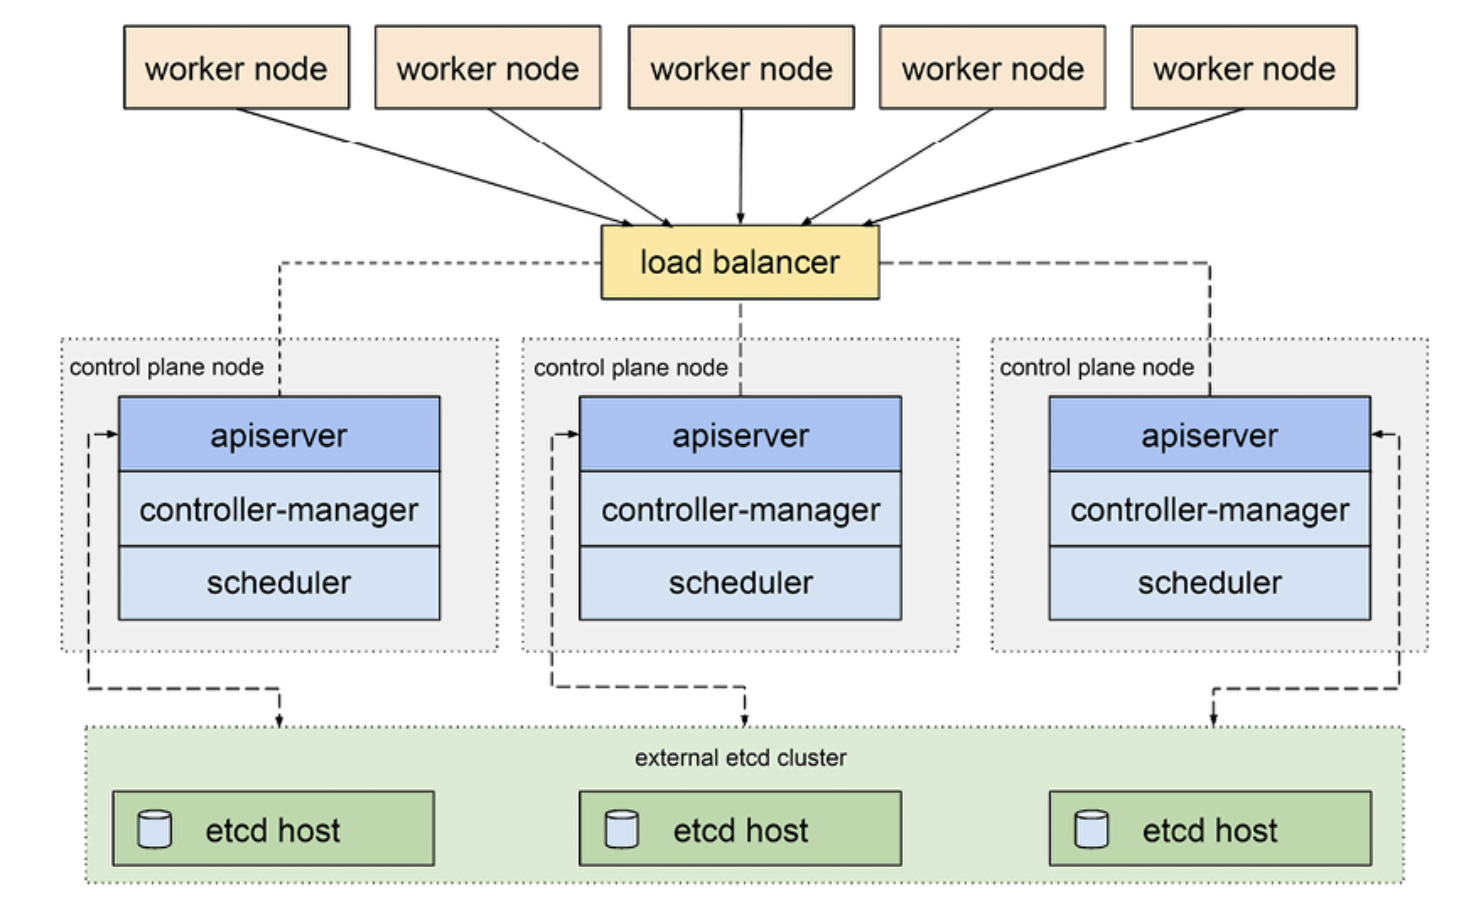 worker node
worker node
worker node
worker node
worker node
load balancer
control plane node
control plane node
control plane node
apiserver
apiserver
apiserver
controller-manager
controller-manager
controller-manager
scheduler
scheduler
scheduler
external etcd cluster
etcd host
etcd host
etcd host